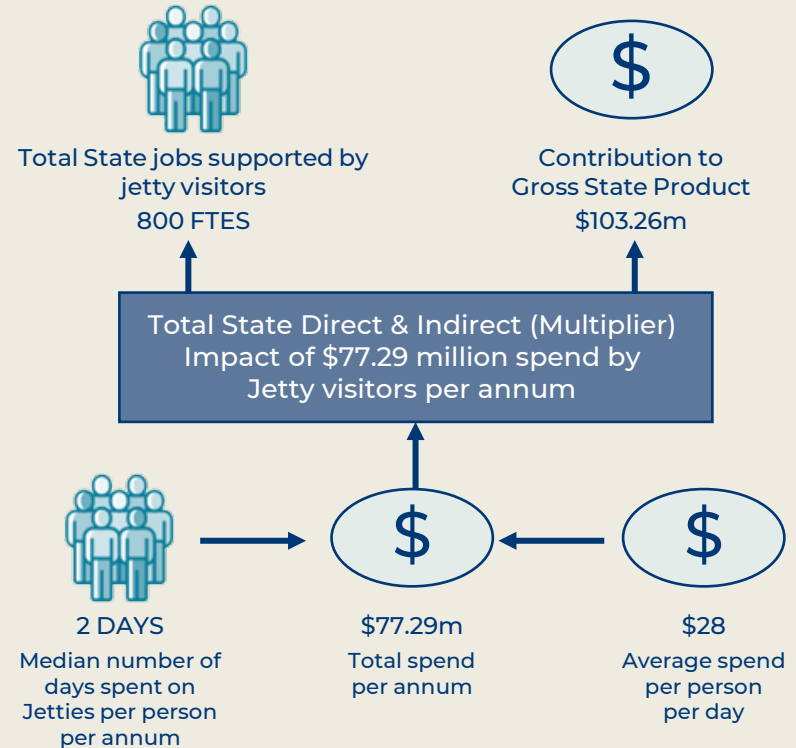 $
Total State jobs supported by
jetty visitors
800 FTES
Contribution to
Gross State Product
$103.26m
Total State Direct & Indirect (Multiplier)
Impact of $77.29 million spend by
Jetty visitors per annum
$
$
2 DAYS
Median number of
days spent on
Jetties per person
per annum
$77.29m
Total spend
per annum
$28
Average spend
per person
per day